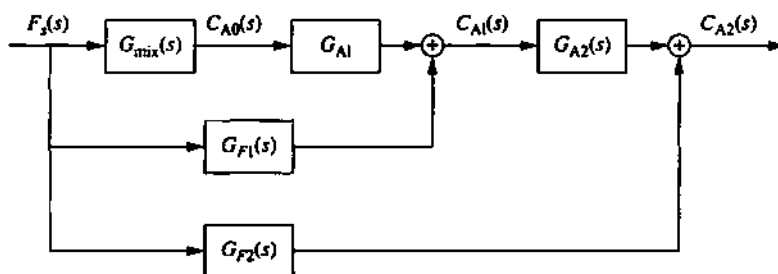 F_s(s) G_mix(s) C_A0(s) G_A1 + C_A1(s) G_A2(s) + C_A2(s)
G_F1(s)
G_F2(s)